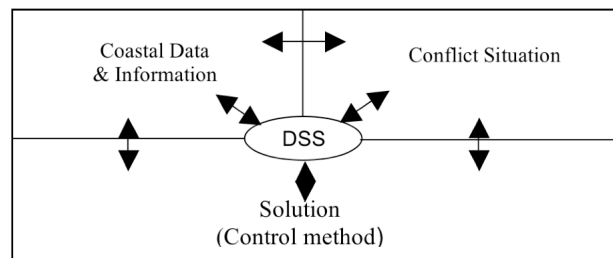 Coastal Data
& Information
Conflict Situation
DSS
Solution
(Control method)